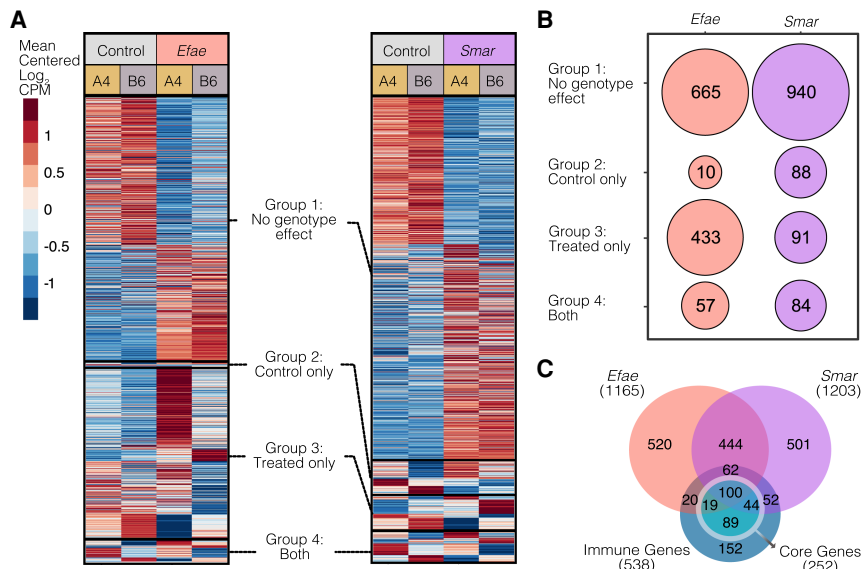 A
Mean
Centered
Log₂
CPM
1
0.5
0
-0.5
-1
Control Efae
A4 B6 A4 B6
Control Smar
A4 B6 A4 B6
Group 1:
No genotype
effect
Group 2:
Control only
Group 3:
Treated only
Group 4:
Both
B
Efae Smar
Group 1:
No genotype
effect
665 940
Group 2:
Control only
10 88
Group 3:
Treated only
433 91
Group 4:
Both
57 84
C
Efae
(1165)
Smar
(1203)
520 444 501
62
20 100 52
19 44
89
152
Immune Genes
(538)
Core Genes
(252)